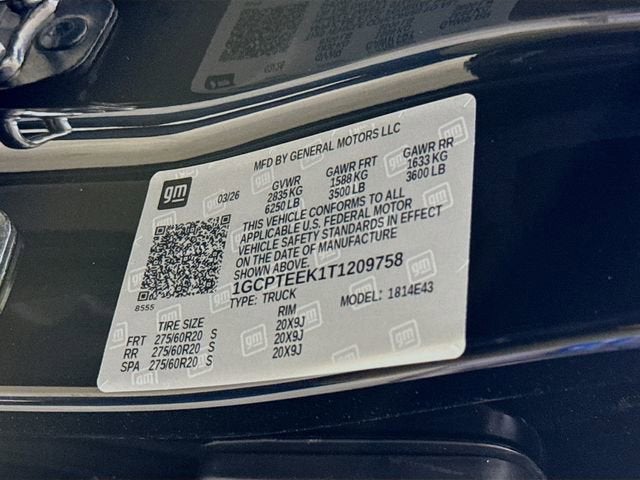 MFD BY GENERAL MOTORS LLC
gm
03/26
GVWR GAWR FRT GAWR RR
2835 KG 1588 KG 1633 KG
6250 LB 3500 LB 3600 LB
THIS VEHICLE CONFORMS TO ALL
APPLICABLE U.S. FEDERAL MOTOR
VEHICLE SAFETY STANDARDS IN EFFECT
ON THE DATE OF MANUFACTURE
SHOWN ABOVE.
1GCPTEEK1T1209758
8555
TYPE: TRUCK MODEL: 1814E43
TIRE SIZE RIM
FRT 275/60R20 S 20X9J
RR 275/60R20 S 20X9J
SPA 275/60R20 S 20X9J